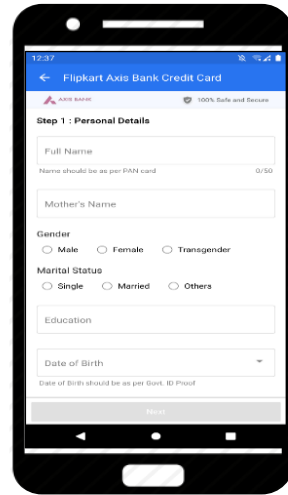 12:37
Flipkart Axis Bank Credit Card
AXIS BANK 100% Safe and Secure
Step 1 : Personal Details
Full Name
Name should be as per PAN card 0/50
Mother's Name
Gender
Male Female Transgender
Marital Status
Single Married Others
Education
Date of Birth
Date of Birth should be as per Govt. ID Proof
Next